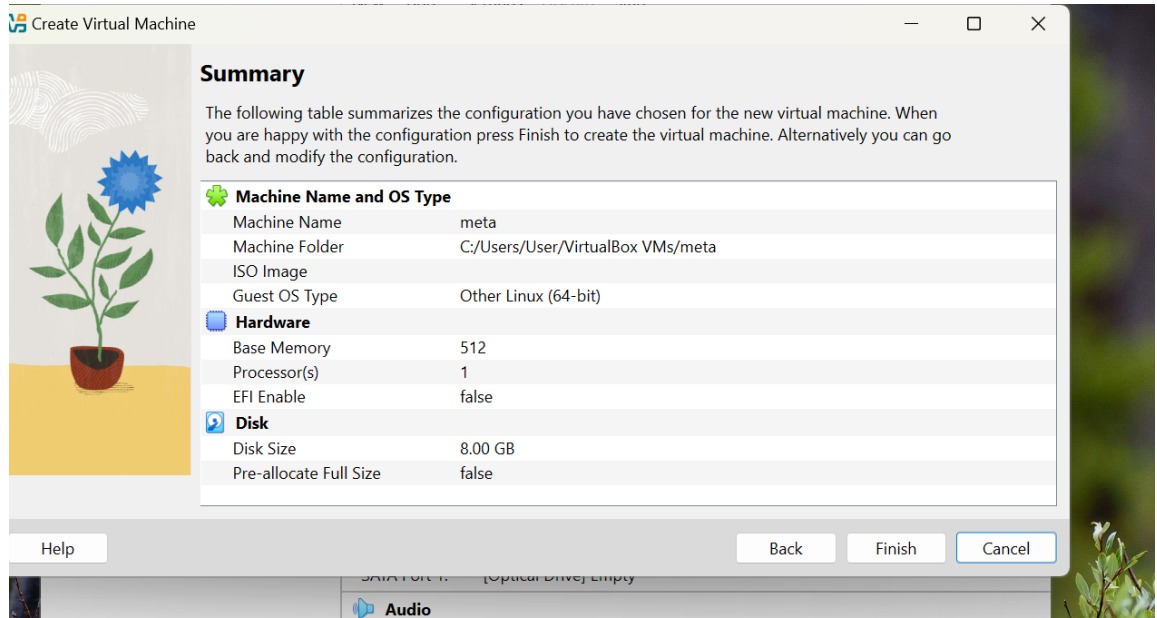 Create Virtual Machine
Summary
The following table summarizes the configuration you have chosen for the new virtual machine. When
you are happy with the configuration press Finish to create the virtual machine. Alternatively you can go
back and modify the configuration.
Machine Name and OS Type
Machine Name meta
Machine Folder C:/Users/User/VirtualBox VMs/meta
ISO Image
Guest OS Type Other Linux (64-bit)
Hardware
Base Memory 512
Processor(s) 1
EFI Enable false
Disk
Disk Size 8.00 GB
Pre-allocate Full Size false
Help Back Finish Cancel
SATA Port 1: [Optical Drive] Empty
Audio